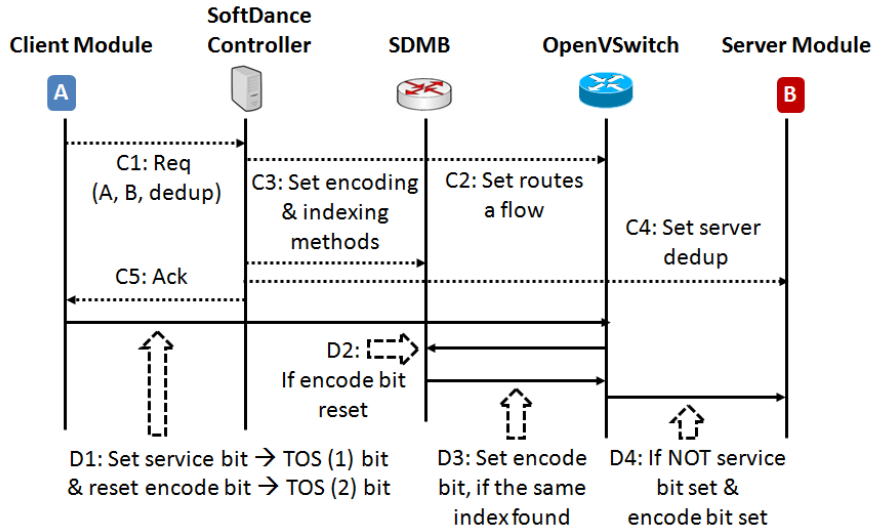 Client Module
SoftDance
Controller
SDMB
OpenVSwitch
Server Module
A
B
C1: Req
(A, B, dedup)
C3: Set encoding
& indexing
methods
C2: Set routes
a flow
C4: Set server
dedup
C5: Ack
D2:
If encode bit
reset
D1: Set service bit → TOS (1) bit
& reset encode bit → TOS (2) bit
D3: Set encode
bit, if the same
index found
D4: If NOT service
bit set &
encode bit set